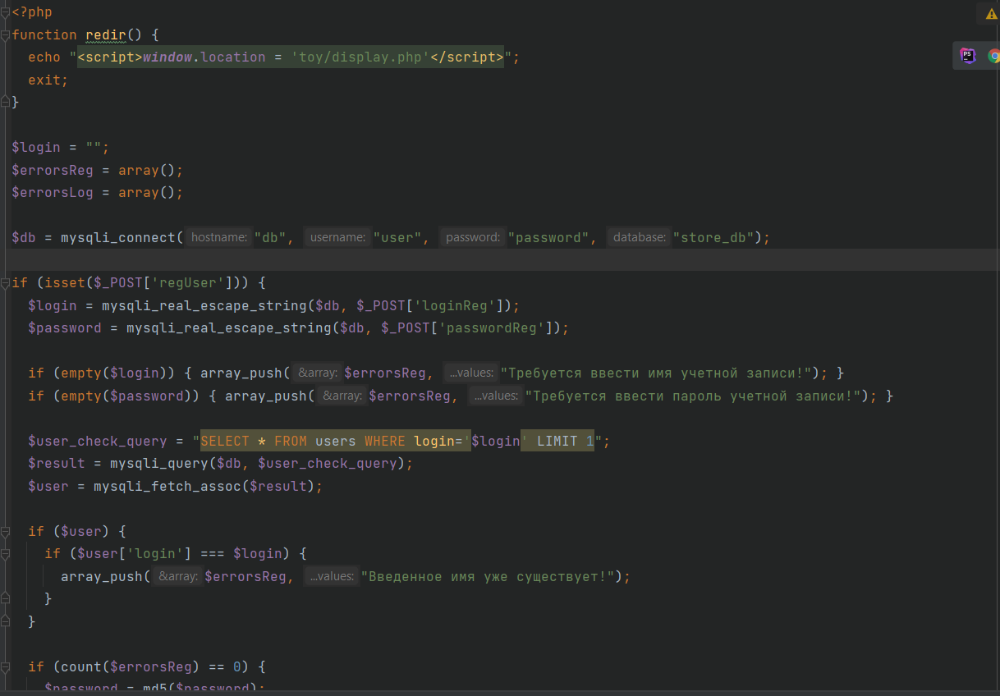 <?php
function redir() {
  echo "<script>window.location = 'toy/display.php'</script>";
  exit;
}
$login = "";
$errorsReg = array();
$errorsLog = array();
$db = mysqli_connect( hostname: "db", username: "user", password: "password", database: "store_db");
if (isset($_POST['regUser'])) {
  $login = mysqli_real_escape_string($db, $_POST['loginReg']);
  $password = mysqli_real_escape_string($db, $_POST['passwordReg']);
  if (empty($login)) { array_push( &array: $errorsReg, ...values: "Требуется ввести имя учетной записи!"); }
  if (empty($password)) { array_push( &array: $errorsReg, ...values: "Требуется ввести пароль учетной записи!"); }
  $user_check_query = "SELECT * FROM users WHERE login='$login' LIMIT 1";
  $result = mysqli_query($db, $user_check_query);
  $user = mysqli_fetch_assoc($result);
  if ($user) {
    if ($user['login'] === $login) {
      array_push( &array: $errorsReg, ...values: "Введенное имя уже существует!");
    }
  }
  if (count($errorsReg) == 0) {
    $password = md5($password);
PS